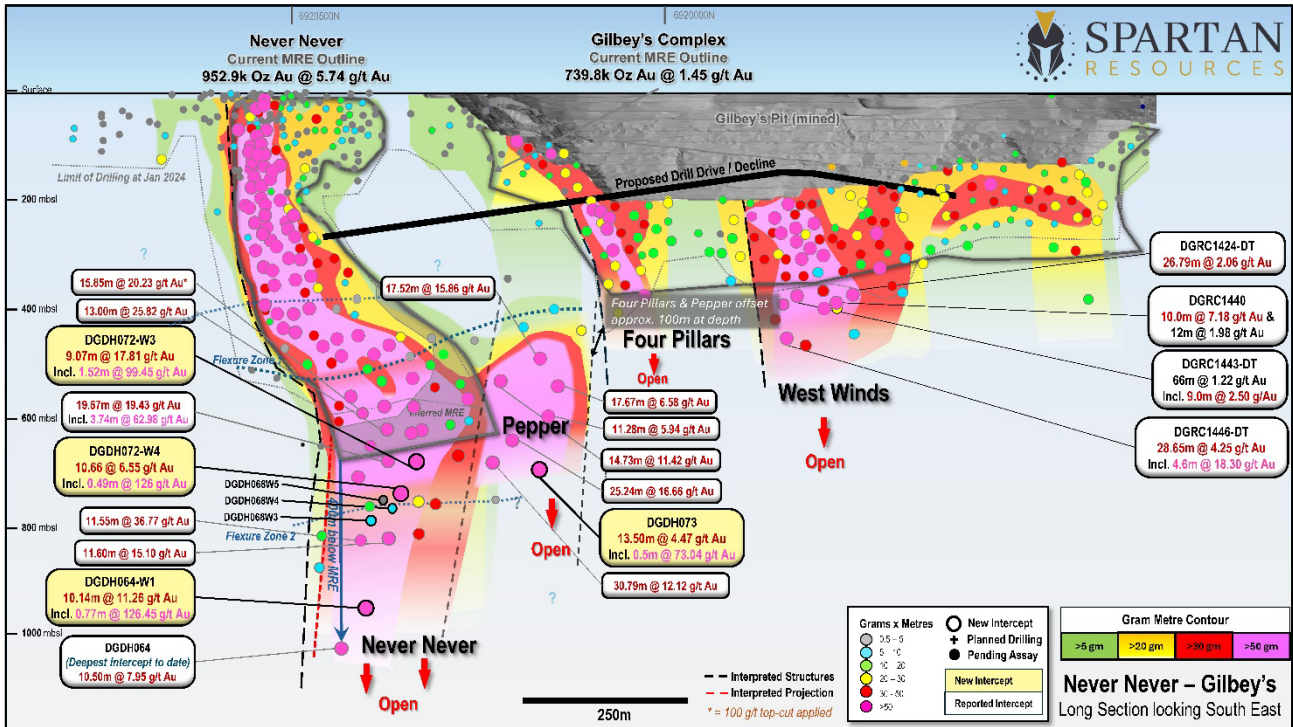 6920500N
6920000N
Never Never
Current MRE Outline
952.9k Oz Au @ 5.74 g/t Au
Gilbey's Complex
Current MRE Outline
739.8k Oz Au @ 1.45 g/t Au
SPARTAN
RESOURCES
Surface
Gilbey's Pit (mined)
Limit of Drilling at Jan 2024
Proposed Drill Drive / Decline
200 mbsl
?
?
?
15.85m @ 20.23 g/t Au*
13.00m @ 25.82 g/t Au
DGDH072-W3
9.07m @ 17.81 g/t Au
Incl. 1.52m @ 99.45 g/t Au
19.67m @ 19.43 g/t Au
Incl. 3.74m @ 62.98 g/t Au
DGDH072-W4
10.66 @ 6.55 g/t Au
Incl. 0.49m @ 126 g/t Au
11.55m @ 36.77 g/t Au
11.60m @ 15.10 g/t Au
DGDH064-W1
10.14m @ 11.26 g/t Au
Incl. 0.77m @ 126.45 g/t Au
DGDH064
(Deepest intercept to date)
10.50m @ 7.95 g/t Au
400 mbsl
600 mbsl
800 mbsl
1000 mbsl
Flexure Zone
Inferred MRE
DGDH068W5
DGDH068W4
DGDH068W3
Flexure Zone 2
400m below MRE
?
?
Never Never
Open
17.52m @ 15.86 g/t Au
Pepper
Open
Four Pillars & Pepper offset
approx. 100m at depth
Four Pillars
Open
West Winds
Open
17.67m @ 6.58 g/t Au
11.28m @ 5.94 g/t Au
14.73m @ 11.42 g/t Au
25.24m @ 16.66 g/t Au
DGDH073
13.50m @ 4.47 g/t Au
Incl. 0.5m @ 73.04 g/t Au
30.79m @ 12.12 g/t Au
DGRC1424-DT
26.79m @ 2.06 g/t Au
DGRC1440
10.0m @ 7.18 g/t Au &
12m @ 1.98 g/t Au
DGRC1443-DT
66m @ 1.22 g/t Au
Incl. 9.0m @ 2.50 g/Au
DGRC1446-DT
28.65m @ 4.25 g/t Au
Incl. 4.6m @ 18.30 g/t Au
Interpreted Structures
Interpreted Projection
* = 100 g/t top-cut applied
250m
Grams x Metres
0.5 – 5
5 - 10
10 - 20
20 – 30
30 - 50
>50
New Intercept
Planned Drilling
Pending Assay
Gram Metre Contour
>5 gm
>20 gm
>30 gm
>50 gm
New Intercept
Reported Intercept
Never Never – Gilbey's
Long Section looking South East